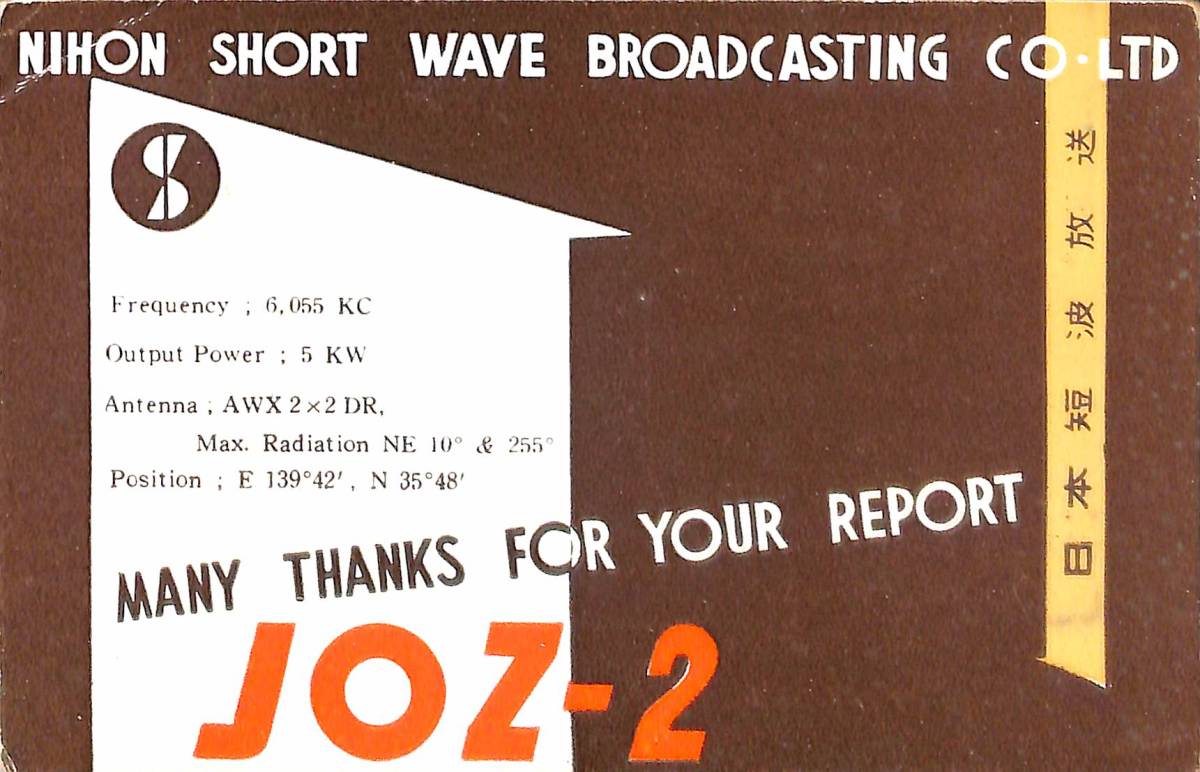 NIHON SHORT WAVE BROADCASTING CO·LTD
S
Frequency ; 6,055 KC
Output Power ; 5 KW
Antenna ; AWX 2×2 DR,
Max. Radiation NE 10° & 255°
Position ; E 139°42′, N 35°48′
MANY THANKS FOR YOUR REPORT
JOZ-2
日本短波放送